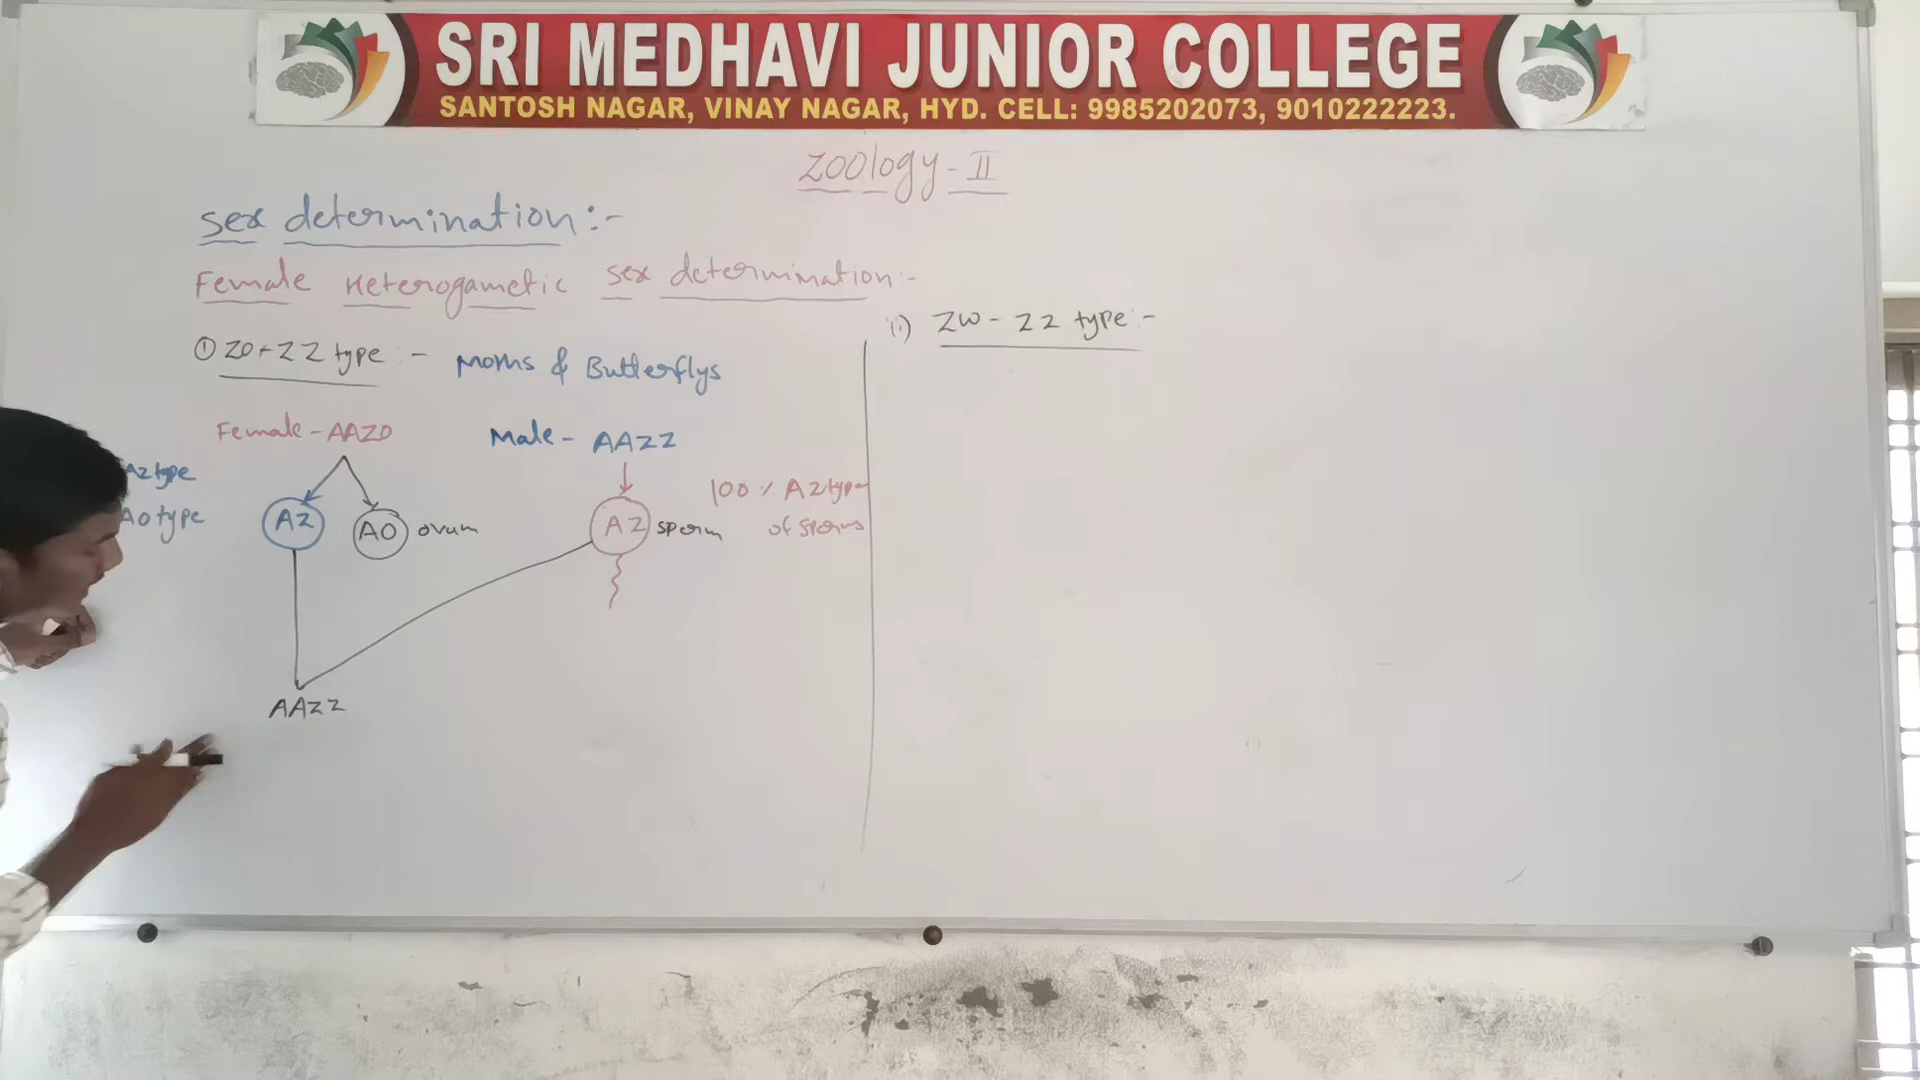 SRI MEDHAVI JUNIOR COLLEGE
SANTOSH NAGAR, VINAY NAGAR, HYD. CELL: 9985202073, 9010222223.
Zoology - II
sex determination:-
Female Heterogametic sex determination:-
① ZO-ZZ type :- Moths & Butterflys
Female - AAZO
Male - AAZZ
AZ type
AO type
AZ
AO
ovum
AZ
sperm
100 % AZ type
of sperms
AAZZ
ii) ZW - ZZ type :-